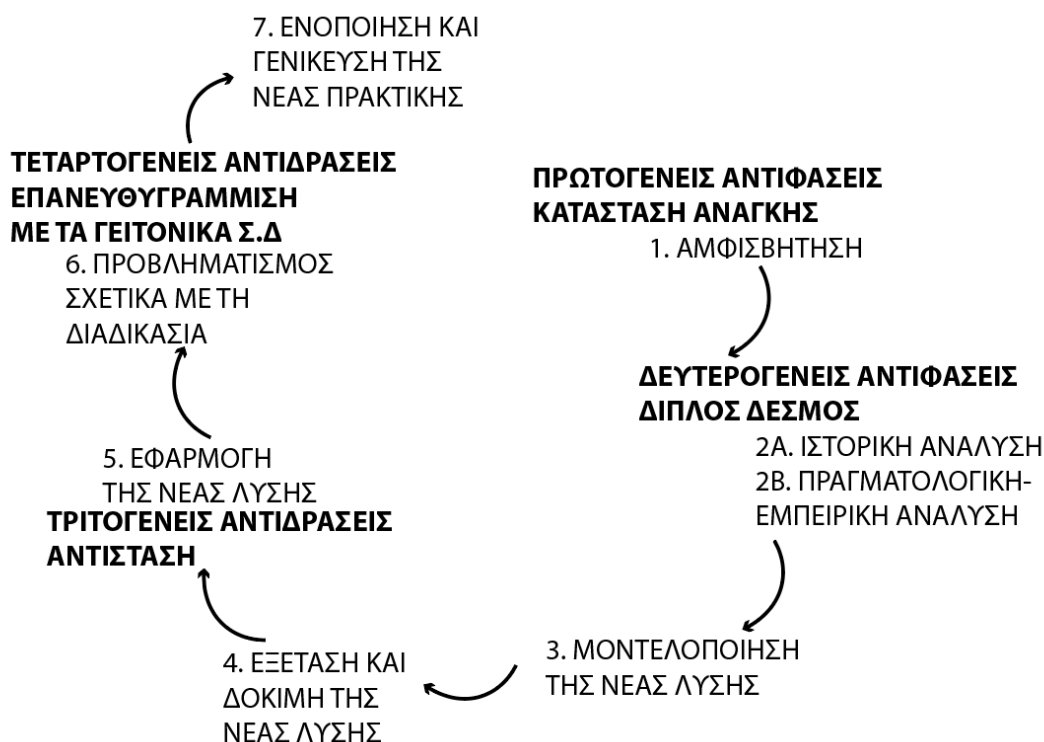 7. ΕΝΟΠΟΙΗΣΗ ΚΑΙ
ΓΕΝΙΚΕΥΣΗ ΤΗΣ
ΝΕΑΣ ΠΡΑΚΤΙΚΗΣ
ΤΕΤΑΡΤΟΓΕΝΕΙΣ ΑΝΤΙΔΡΑΣΕΙΣ
ΕΠΑΝΕΥΘΥΓΡΑΜΜΙΣΗ
ΜΕ ΤΑ ΓΕΙΤΟΝΙΚΑ Σ.Δ
6. ΠΡΟΒΛΗΜΑΤΙΣΜΟΣ
ΣΧΕΤΙΚΑ ΜΕ ΤΗ
ΔΙΑΔΙΚΑΣΙΑ
5. ΕΦΑΡΜΟΓΗ
ΤΗΣ ΝΕΑΣ ΛΥΣΗΣ
ΤΡΙΤΟΓΕΝΕΙΣ ΑΝΤΙΔΡΑΣΕΙΣ
ΑΝΤΙΣΤΑΣΗ
4. ΕΞΕΤΑΣΗ ΚΑΙ
ΔΟΚΙΜΗ ΤΗΣ
ΝΕΑΣ ΛΥΣΗΣ
ΠΡΩΤΟΓΕΝΕΙΣ ΑΝΤΙΦΑΣΕΙΣ
ΚΑΤΑΣΤΑΣΗ ΑΝΑΓΚΗΣ
1. ΑΜΦΙΣΒΗΤΗΣΗ
ΔΕΥΤΕΡΟΓΕΝΕΙΣ ΑΝΤΙΦΑΣΕΙΣ
ΔΙΠΛΟΣ ΔΕΣΜΟΣ
2Α. ΙΣΤΟΡΙΚΗ ΑΝΑΛΥΣΗ
2Β. ΠΡΑΓΜΑΤΟΛΟΓΙΚΗ-
ΕΜΠΕΙΡΙΚΗ ΑΝΑΛΥΣΗ
3. ΜΟΝΤΕΛΟΠΟΙΗΣΗ
ΤΗΣ ΝΕΑΣ ΛΥΣΗΣ